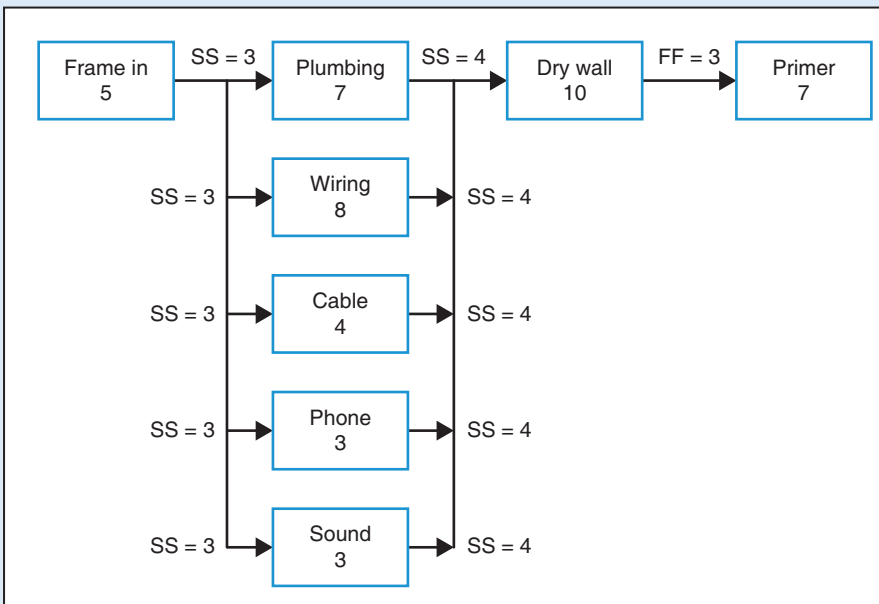 Frame in
5
SS = 3
Plumbing
7
SS = 4
Dry wall
10
FF = 3
Primer
7
SS = 3
Wiring
8
SS = 4
SS = 3
Cable
4
SS = 4
SS = 3
Phone
3
SS = 4
SS = 3
Sound
3
SS = 4